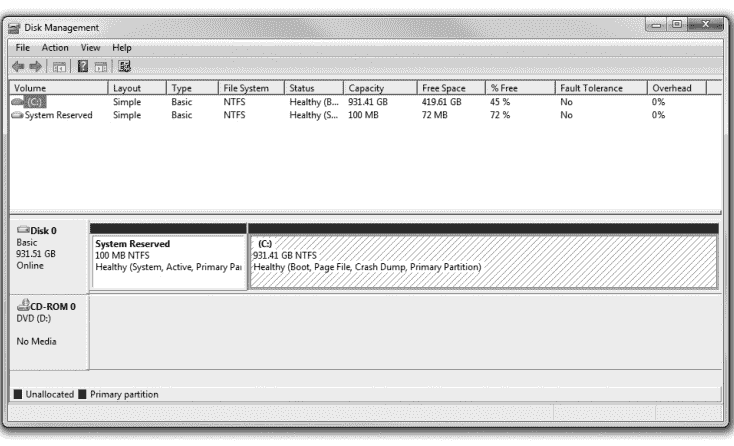 Disk Management
File Action View Help
Volume Layout Type File System Status Capacity Free Space % Free Fault Tolerance Overhead
(C:) Simple Basic NTFS Healthy (B... 931.41 GB 419.61 GB 45 % No 0%
System Reserved Simple Basic NTFS Healthy (S... 100 MB 72 MB 72 % No 0%
Disk 0
Basic
931.51 GB
Online
System Reserved
100 MB NTFS
Healthy (System, Active, Primary Par
(C:)
931.41 GB NTFS
Healthy (Boot, Page File, Crash Dump, Primary Partition)
CD-ROM 0
DVD (D:)
No Media
Unallocated Primary partition